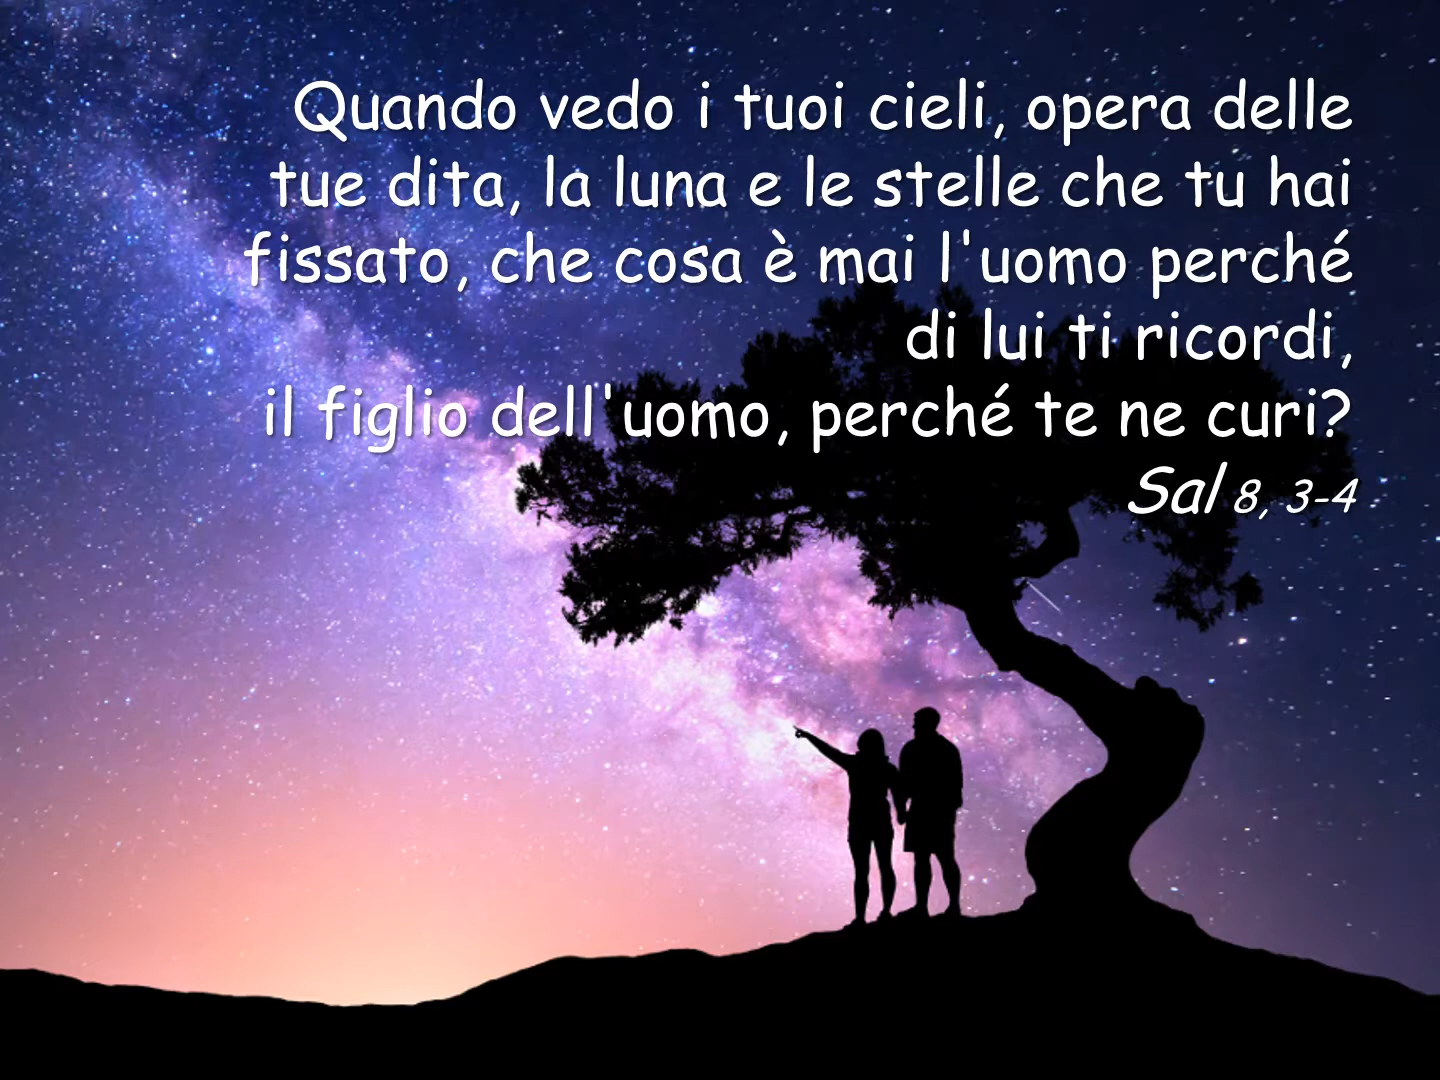 Quando vedo i tuoi cieli, opera delle
tue dita, la luna e le stelle che tu hai
fissato, che cosa è mai l'uomo perché
di lui ti ricordi,
il figlio dell'uomo, perché te ne curi?
Sal 8, 3-4